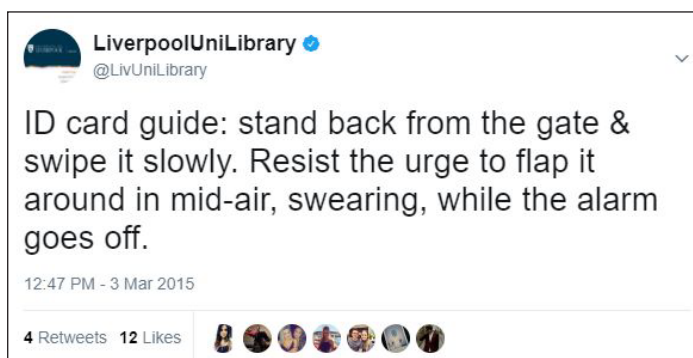 LiverpoolUniLibrary
@LivUniLibrary
ID card guide: stand back from the gate &
swipe it slowly. Resist the urge to flap it
around in mid-air, swearing, while the alarm
goes off.
12:47 PM - 3 Mar 2015
4 Retweets 12 Likes